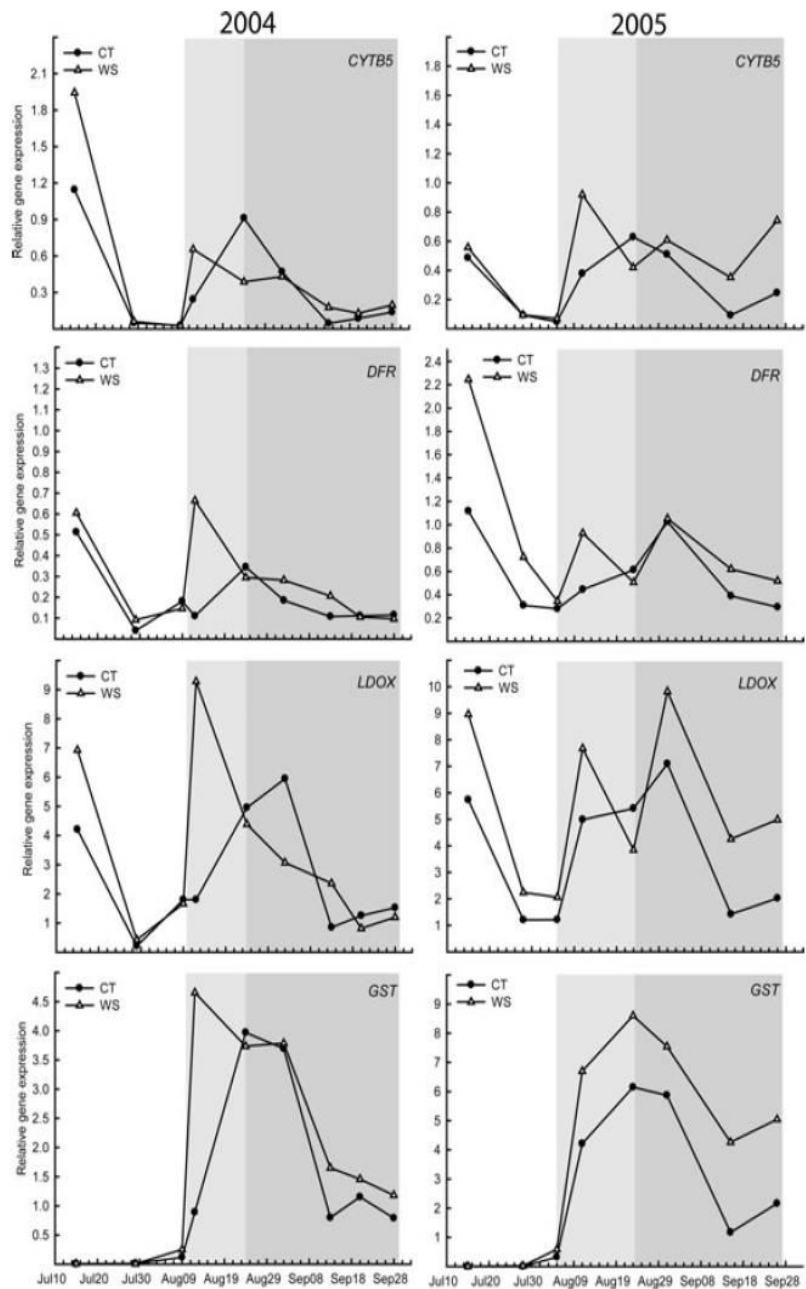 2004 2005
CT
WS
CYTB5
Relative gene expression
2.1
1.8
1.5
1.2
0.9
0.6
0.3
CT
WS
CYTB5
1.8
1.6
1.4
1.2
1.0
0.8
0.6
0.4
0.2
CT
WS
DFR
Relative gene expression
1.3
1.2
1.1
1.0
0.9
0.8
0.7
0.6
0.5
0.4
0.3
0.2
0.1
CT
WS
DFR
2.4
2.2
2.0
1.8
1.6
1.4
1.2
1.0
0.8
0.6
0.4
0.2
CT
WS
LDOX
Relative gene expression
9
8
7
6
5
4
3
2
1
CT
WS
LDOX
10
9
8
7
6
5
4
3
2
1
CT
WS
GST
Relative gene expression
4.5
4.0
3.5
3.0
2.5
2.0
1.5
1.0
0.5
Jul10 Jul20 Jul30 Aug09 Aug19 Aug29 Sep08 Sep18 Sep28
CT
WS
GST
9
8
7
6
5
4
3
2
1
Jul10 Jul20 Jul30 Aug09 Aug19 Aug29 Sep08 Sep18 Sep28